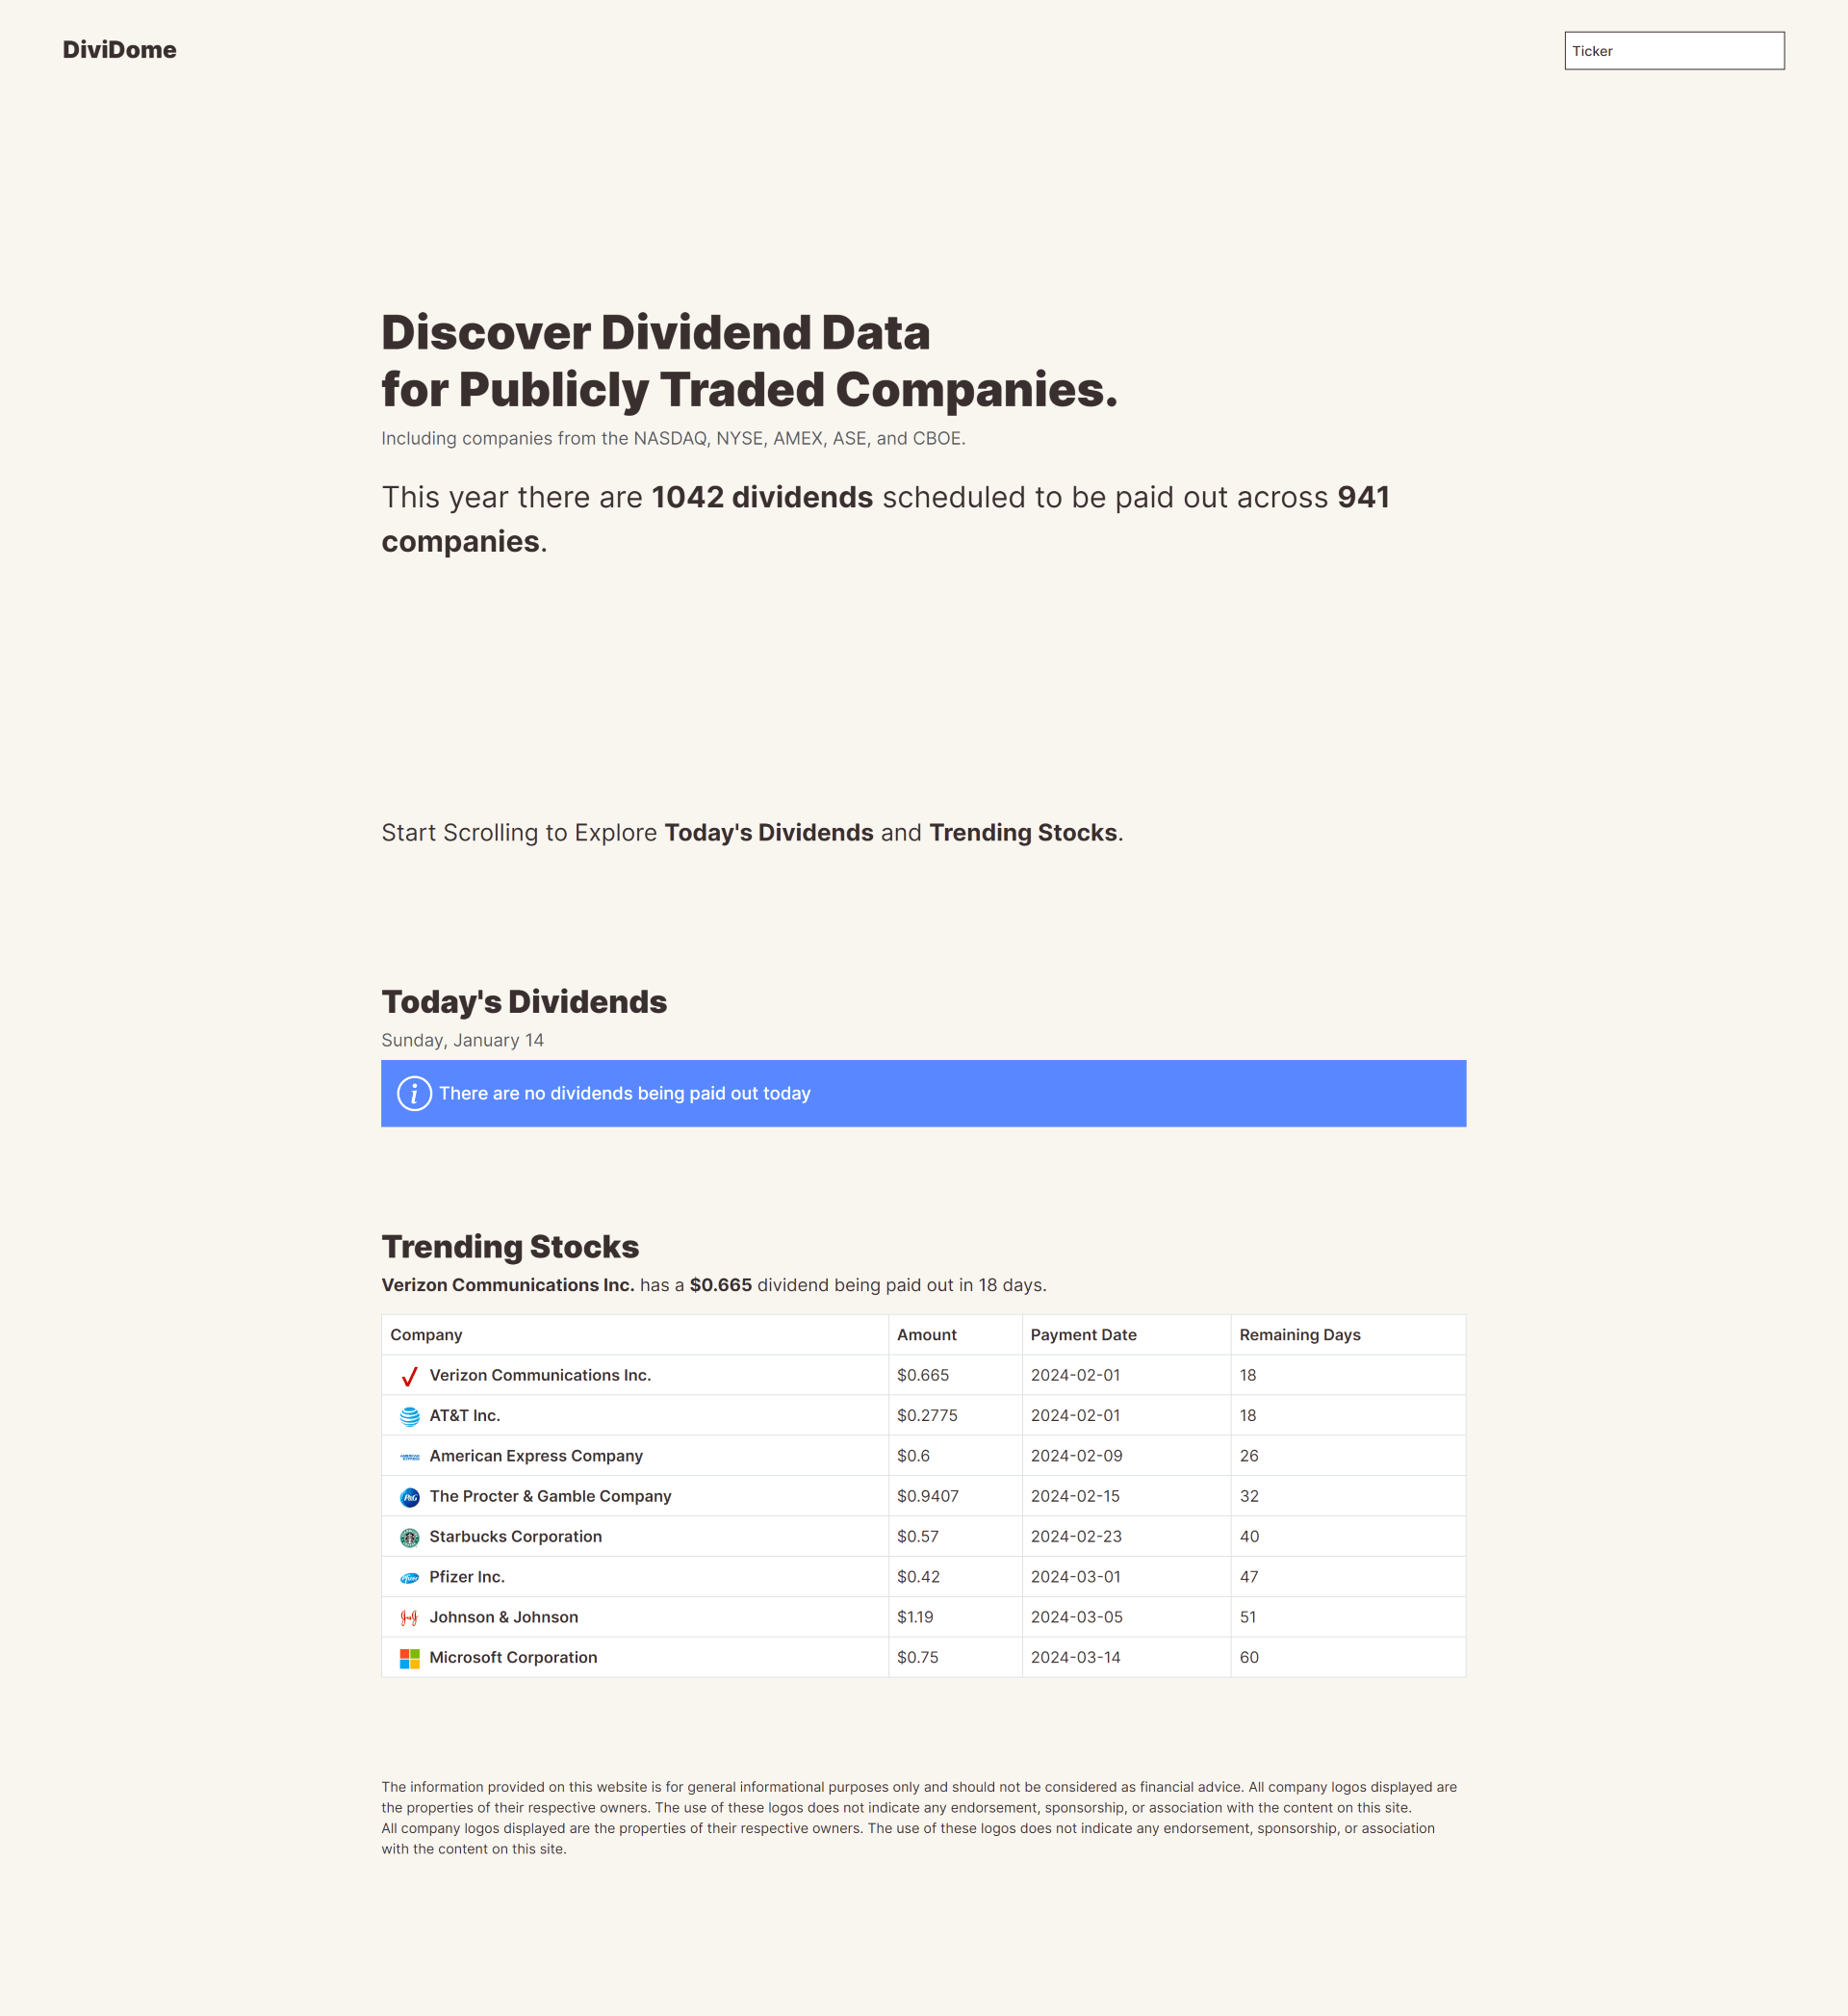 DiviDome
Ticker
Discover Dividend Data
for Publicly Traded Companies.
Including companies from the NASDAQ, NYSE, AMEX, ASE, and CBOE.
This year there are 1042 dividends scheduled to be paid out across 941
companies.
Start Scrolling to Explore Today's Dividends and Trending Stocks.
Today's Dividends
Sunday, January 14
There are no dividends being paid out today
Trending Stocks
Verizon Communications Inc. has a $0.665 dividend being paid out in 18 days.
Company Amount Payment Date Remaining Days
Verizon Communications Inc. $0.665 2024-02-01 18
AT&T Inc. $0.2775 2024-02-01 18
American Express Company $0.6 2024-02-09 26
P&G The Procter & Gamble Company $0.9407 2024-02-15 32
Starbucks Corporation $0.57 2024-02-23 40
Pfizer Pfizer Inc. $0.42 2024-03-01 47
Johnson & Johnson $1.19 2024-03-05 51
Microsoft Corporation $0.75 2024-03-14 60
The information provided on this website is for general informational purposes only and should not be considered as financial advice. All company logos displayed are
the properties of their respective owners. The use of these logos does not indicate any endorsement, sponsorship, or association with the content on this site.
All company logos displayed are the properties of their respective owners. The use of these logos does not indicate any endorsement, sponsorship, or association
with the content on this site.